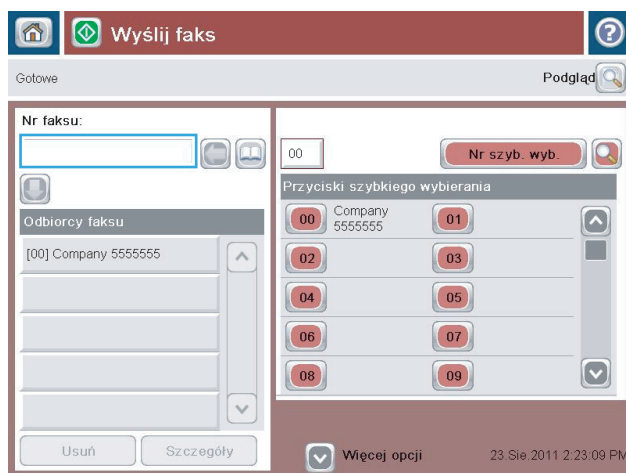 Wyślij faks
?
Gotowe
Podgląd
Nr faksu:
00
Nr szyb. wyb.
Przyciski szybkiego wybierania
00 Company 01
5555555
02 03
04 05
06 07
08 09
Odbiorcy faksu
[00] Company 5555555
Usuń Szczegóły
Więcej opcji
23.Sie.2011 2:23:09 PM